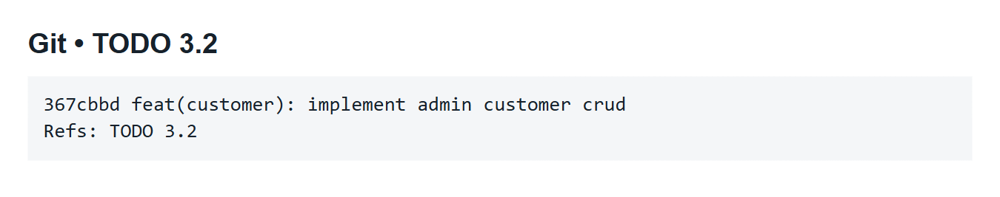 Git • TODO 3.2
367cbbd feat(customer): implement admin customer crud
Refs: TODO 3.2